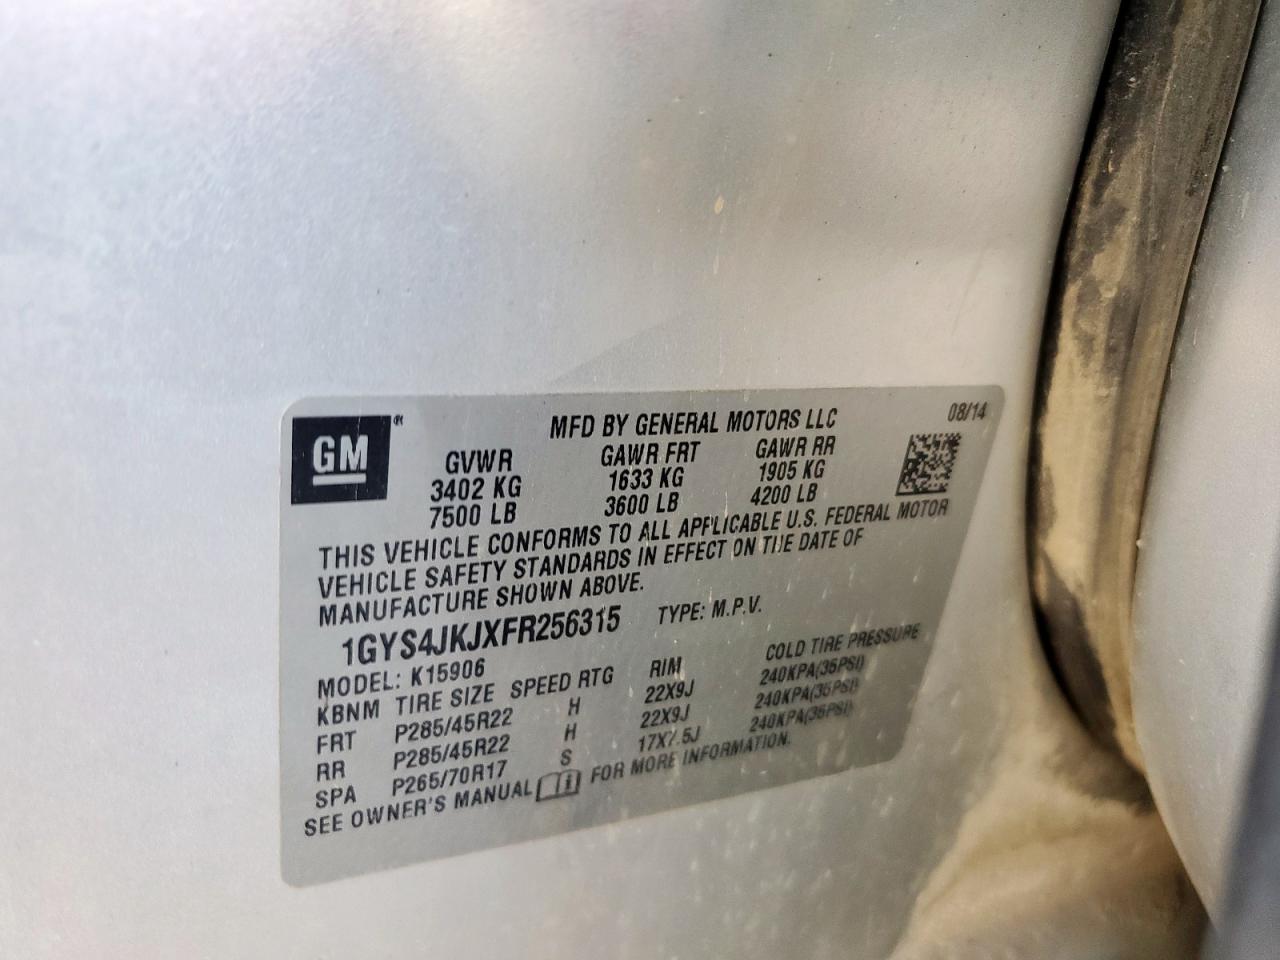 GM®
MFD BY GENERAL MOTORS LLC 08/14
GVWR GAWR FRT GAWR RR
3402 KG 1633 KG 1905 KG
7500 LB 3600 LB 4200 LB
THIS VEHICLE CONFORMS TO ALL APPLICABLE U.S. FEDERAL MOTOR
VEHICLE SAFETY STANDARDS IN EFFECT ON THE DATE OF
MANUFACTURE SHOWN ABOVE.
1GYS4JKJXFR256315 TYPE: M.P.V.
MODEL: K15906
KBNM TIRE SIZE SPEED RTG RIM COLD TIRE PRESSURE
FRT P285/45R22 H 22X9J 240KPA(35PSI)
RR P285/45R22 H 22X9J 240KPA(35PSI)
SPA P265/70R17 S 17X7.5J 240KPA(35PSI)
SEE OWNER'S MANUAL FOR MORE INFORMATION.